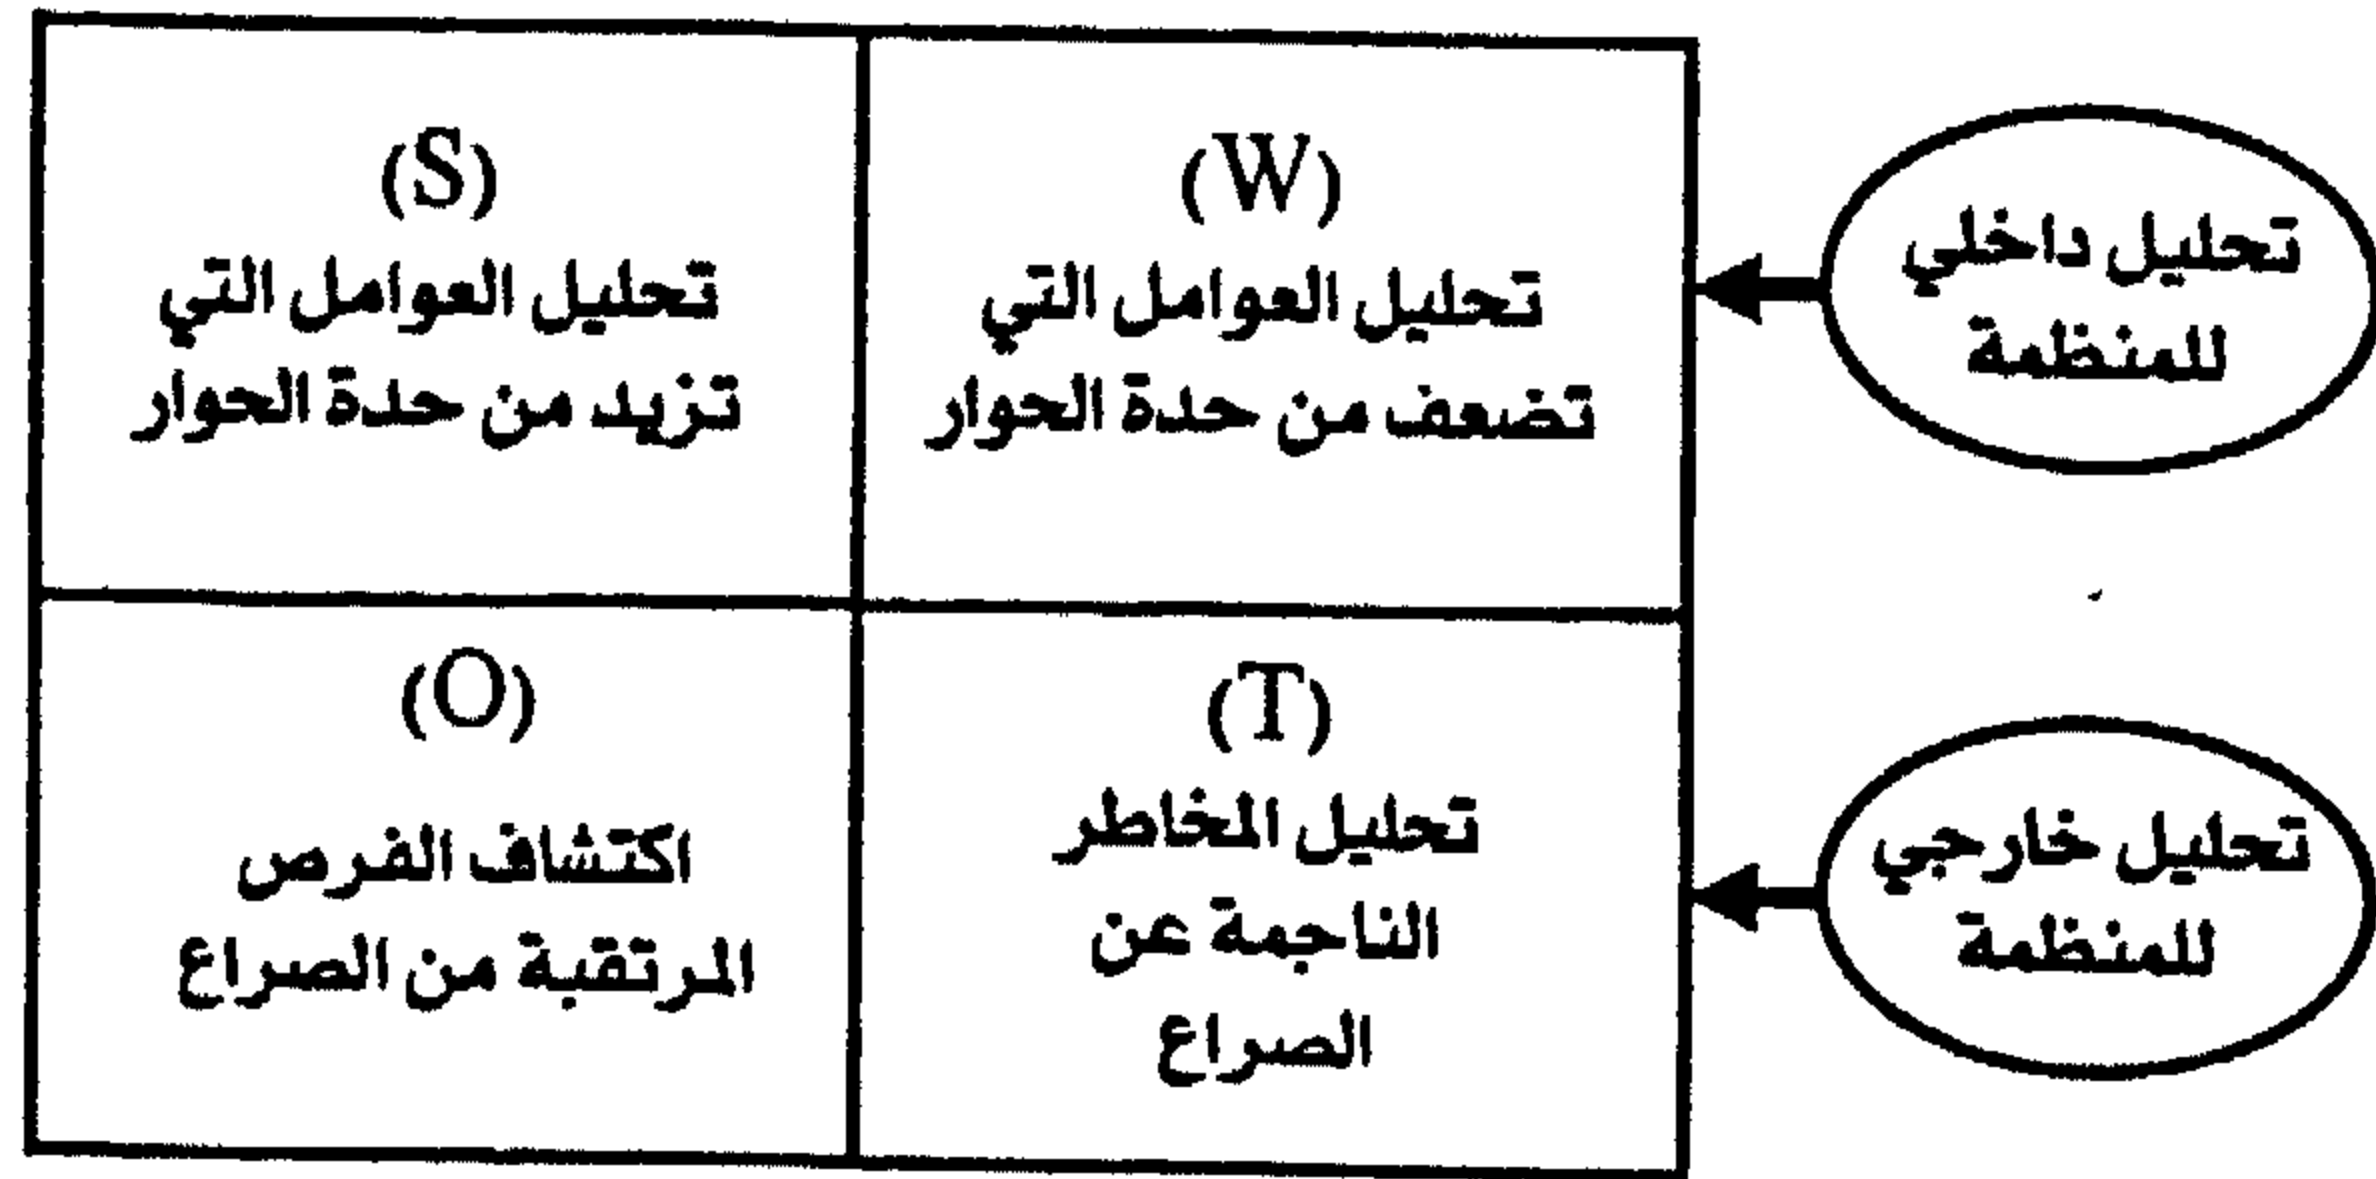 تحليل داخلي
للمنظمة
(W)
تحليل العوامل التي
تضعف من حدة الحوار
(S)
تحليل العوامل التي
تزيد من حدة الحوار
تحليل خارجي
للمنظمة
(T)
تحليل المخاطر
الناجمة عن
الصراع
(O)
اكتشاف الفرص
المرتقبة من الصراع